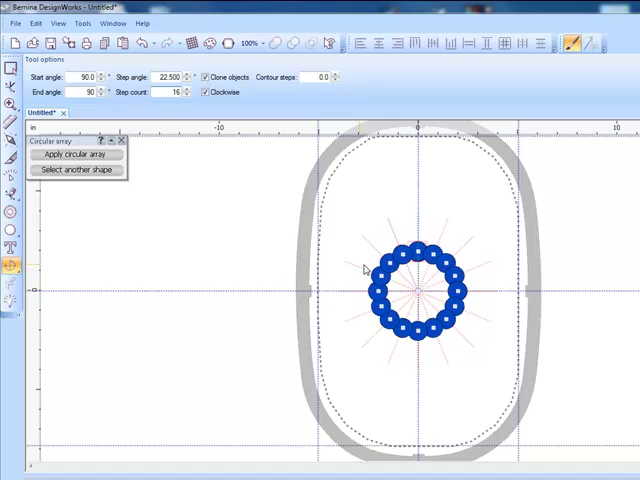 Bernina DesignWorks - Untitled*
File Edit View Tools Window Help
100%
Tool options
Start angle: 90.0 ° Step angle: 22.500 ° Clone objects Contour steps: 0.0
End angle: 90 ° Step count: 16 Clockwise
Untitled*
in -10 0 10
Circular array ?
Apply circular array
Select another shape
0